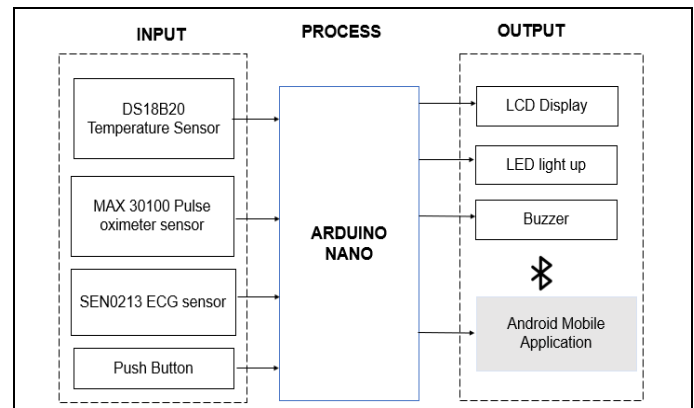 INPUT
PROCESS
OUTPUT
DS18B20
Temperature Sensor
MAX 30100 Pulse
oximeter sensor
SEN0213 ECG sensor
Push Button
ARDUINO
NANO
LCD Display
LED light up
Buzzer
Android Mobile
Application